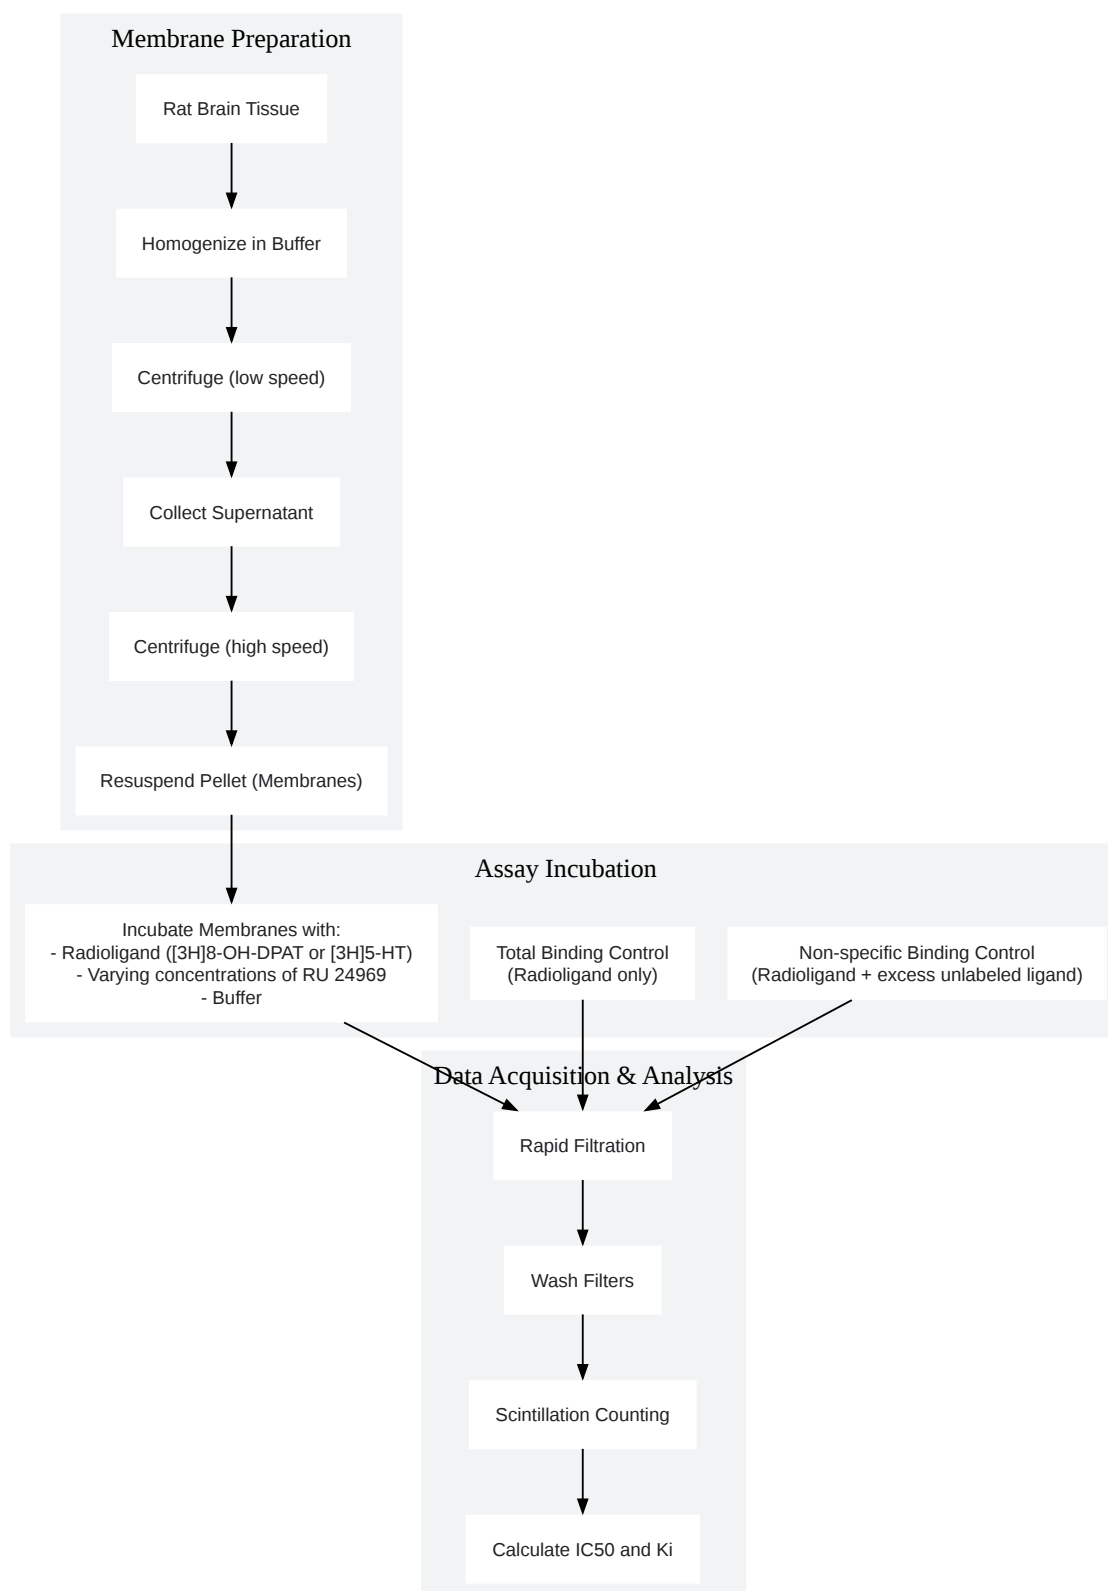 Membrane Preparation
Rat Brain Tissue
Homogenize in Buffer
Centrifuge (low speed)
Collect Supernatant
Centrifuge (high speed)
Resuspend Pellet (Membranes)
Assay Incubation
Incubate Membranes with:
- Radioligand ([3H]8-OH-DPAT or [3H]5-HT)
- Varying concentrations of RU 24969
- Buffer
Total Binding Control
(Radioligand only)
Non-specific Binding Control
(Radioligand + excess unlabeled ligand)
Data Acquisition & Analysis
Rapid Filtration
Wash Filters
Scintillation Counting
Calculate IC50 and Ki